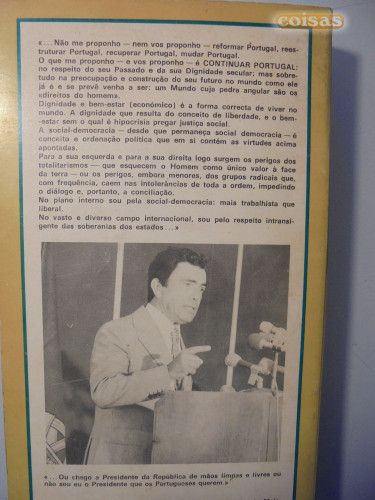 coisas
«...Não me proponho — nem vos proponho — reformar Portugal, rees-
truturar Portugal, recuperar Portugal, mudar Portugal.
O que me proponho — e vos proponho — é CONTINUAR PORTUGAL:
no respeito do seu Passado e da sua Dignidade secular; mas sobre-
tudo na preocupação e construção do seu futuro no mundo como ele
já é e se prevê venha a ser: um Mundo cuja pedra angular são os
«direitos do homem».
Dignidade e bem-estar (económico) é a forma correcta de viver no
mundo. A dignidade que resulta do conceito de liberdade, e o bem-
estar sem o qual é hipocrisia pregar justiça social.
A social-democracia — desde que permaneça social democracia — é
conceito e ordenação política que em si contém as virtudes acima
apontadas.
Para a sua esquerda e para a sua direita logo surgem os perigos dos
totalitarismos — que esquecem o Homem como único valor à face
da terra — ou os perigos, embora menores, dos grupos radicais que,
com frequência, caem nas intolerâncias de toda a ordem, impedindo
o diálogo e, portanto, a conciliação.
No plano interno sou pela social-democracia: mais trabalhista que
liberal.
No vasto e diverso campo internacional, sou pelo respeito intransi-
gente das soberanias dos estados...»
«...Ou chego a Presidente da República de mãos limpas e livres ou
não sou eu o Presidente que os Portugueses querem.»